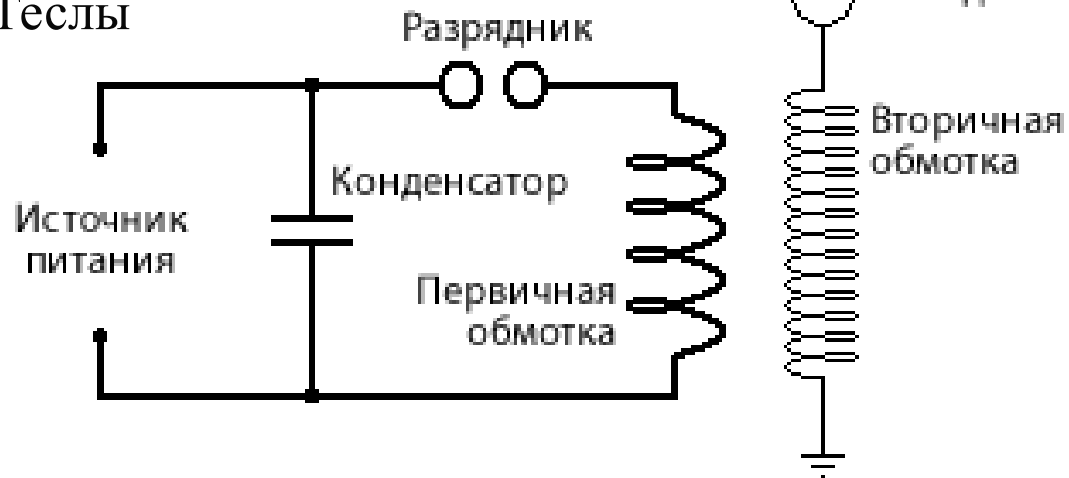 Теслы
Разрядник
Вторичная
обмотка
Конденсатор
Источник
питания
Первичная
обмотка